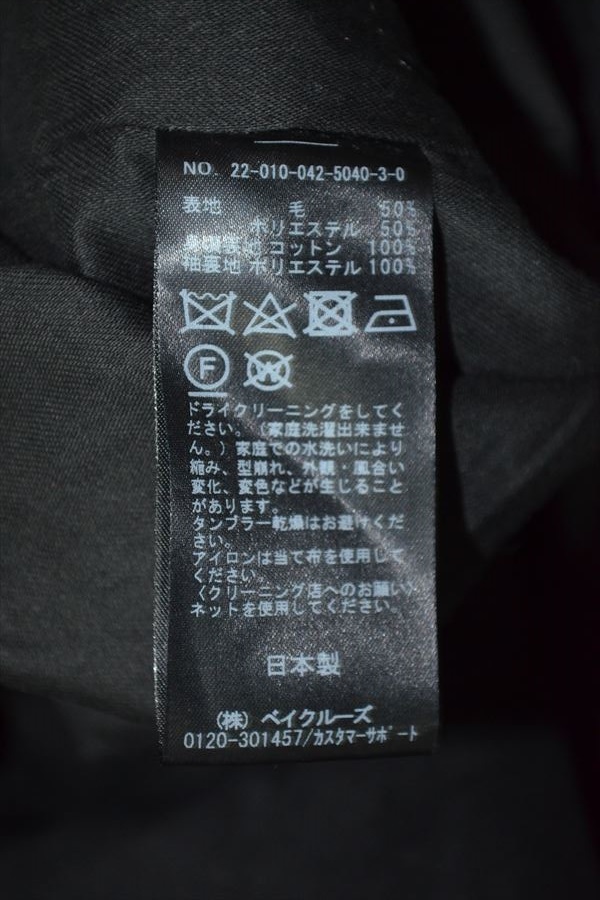 NO. 22-010-042-5040-3-0
表地 毛 50%
ポリエステル 50%
身頃裏地 コットン 100%
袖裏地 ポリエステル 100%
F
W
ドライクリーニングをしてく
ださい。（家庭洗濯出来ませ
ん。）家庭での水洗いにより
縮み、型崩れ、外観・風合い
変化、変色などが生じること
があります。
タンブラー乾燥はお避けくだ
さい。
アイロンは当て布を使用して
ください。
〈クリーニング店へのお願い〉
ネットを使用してください。
日本製
（株）ベイクルーズ
0120-301457/カスタマーサポート